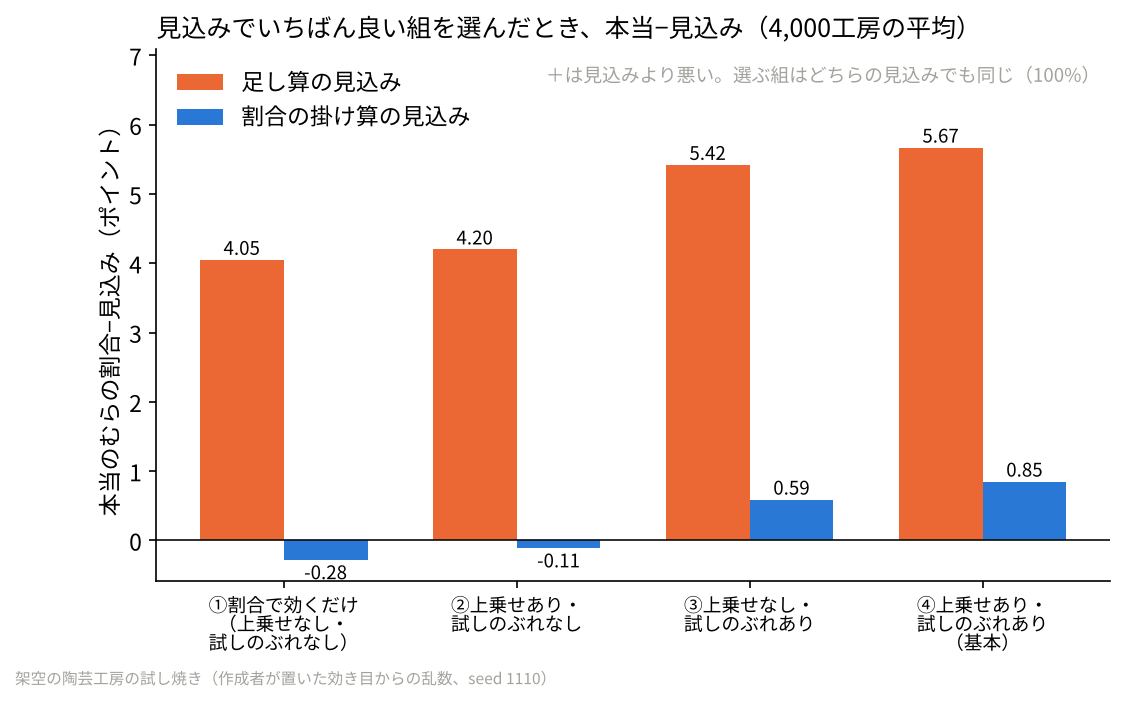 見込みでいちばん良い組を選んだとき、本当−見込み（4,000工房の平均）
＋は見込みより悪い。選ぶ組はどちらの見込みでも同じ（100%）
足し算の見込み
割合の掛け算の見込み
本当のむらの割合−見込み（ポイント）
7
6
5
4
3
2
1
0
4.05
-0.28
4.20
-0.11
5.42
0.59
5.67
0.85
①割合で効くだけ
（上乗せなし・
試しのぶれなし）
②上乗せあり・
試しのぶれなし
③上乗せなし・
試しのぶれあり
④上乗せあり・
試しのぶれあり
（基本）
架空の陶芸工房の試し焼き（作成者が置いた効き目からの乱数、seed 1110）